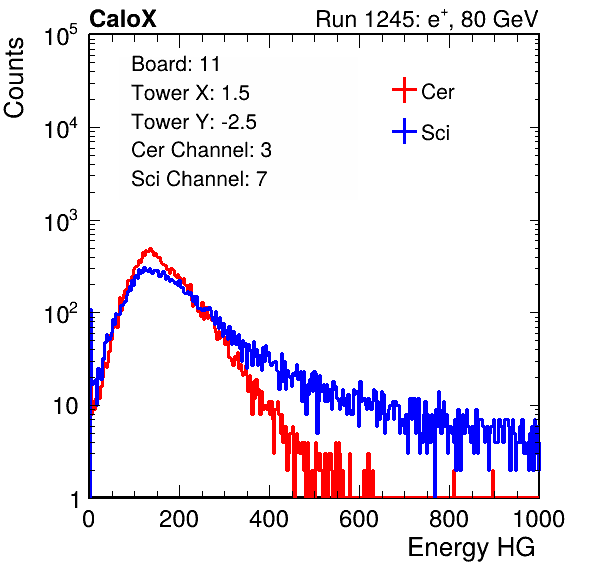 CaloX Run 1245: e⁺, 80 GeV
Counts
Board: 11
Tower X: 1.5
Tower Y: -2.5
Cer Channel: 3
Sci Channel: 7
Cer
Sci
10⁵
10⁴
10³
10²
10
1
0 200 400 600 800 1000
Energy HG